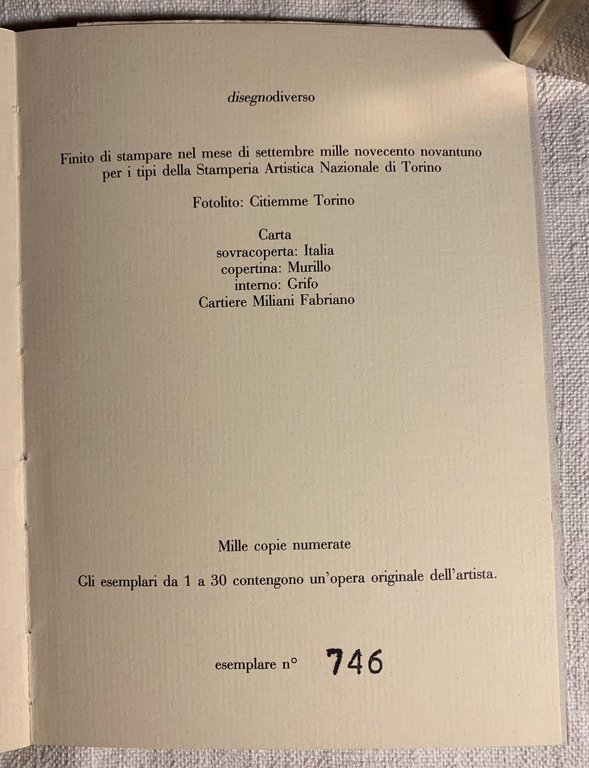 disegnodiverso
Finito di stampare nel mese di settembre mille novecento novantuno
per i tipi della Stamperia Artistica Nazionale di Torino
Fotolito: Citiemme Torino
Carta
sovracoperta: Italia
copertina: Murillo
interno: Grifo
Cartiere Miliani Fabriano
Mille copie numerate
Gli esemplari da 1 a 30 contengono un'opera originale dell'artista.
esemplare n° 746